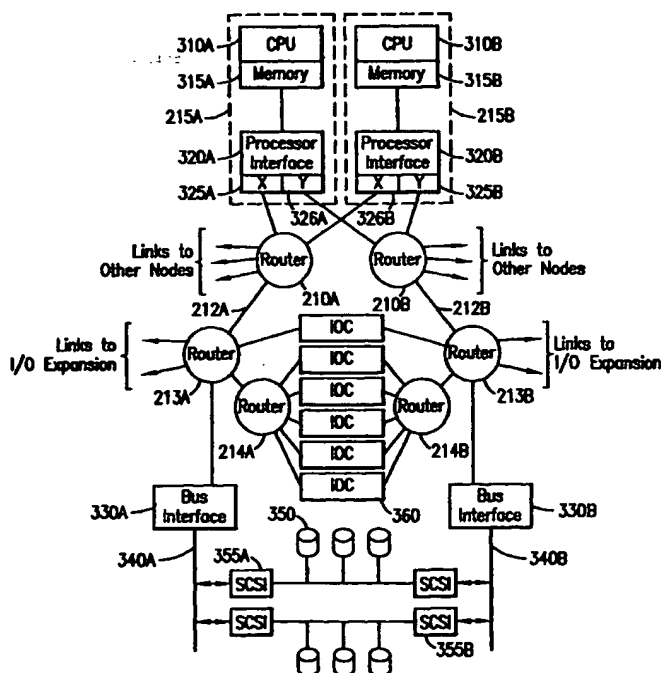 310A
CPU
CPU
310B
315A
Memory
Memory
315B
215A
215B
320A
Processor
Interface
Processor
Interface
320B
325A
X
Y
X
Y
325B
326A
326B
Links to
Other Nodes
Router
Router
Links to
Other Nodes
212A
210A
210B
212B
Links to
I/O Expansion
Router
IOC
Router
Links to
I/O Expansion
IOC
213A
213B
IOC
Router
Router
IOC
214A
214B
IOC
IOC
330A
Bus
Interface
350
360
Bus
Interface
330B
340A
355A
340B
SCSI
SCSI
SCSI
SCSI
355B